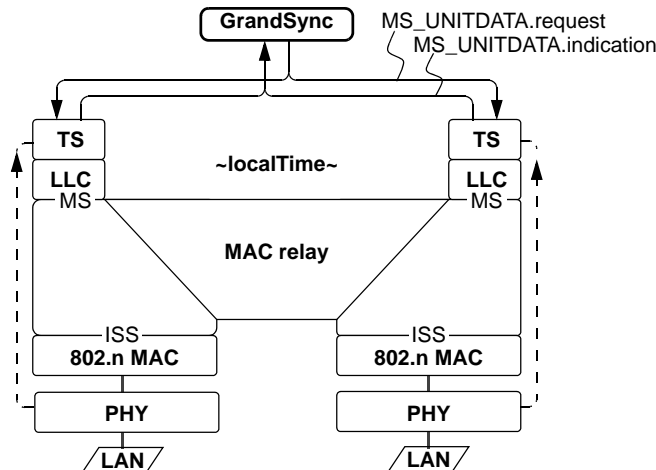 GrandSync
MS_UNITDATA.request
MS_UNITDATA.indication
TS
TS
~localTime~
LLC
LLC
MS
MS
MAC relay
ISS
ISS
802.n MAC
802.n MAC
PHY
PHY
LAN
LAN